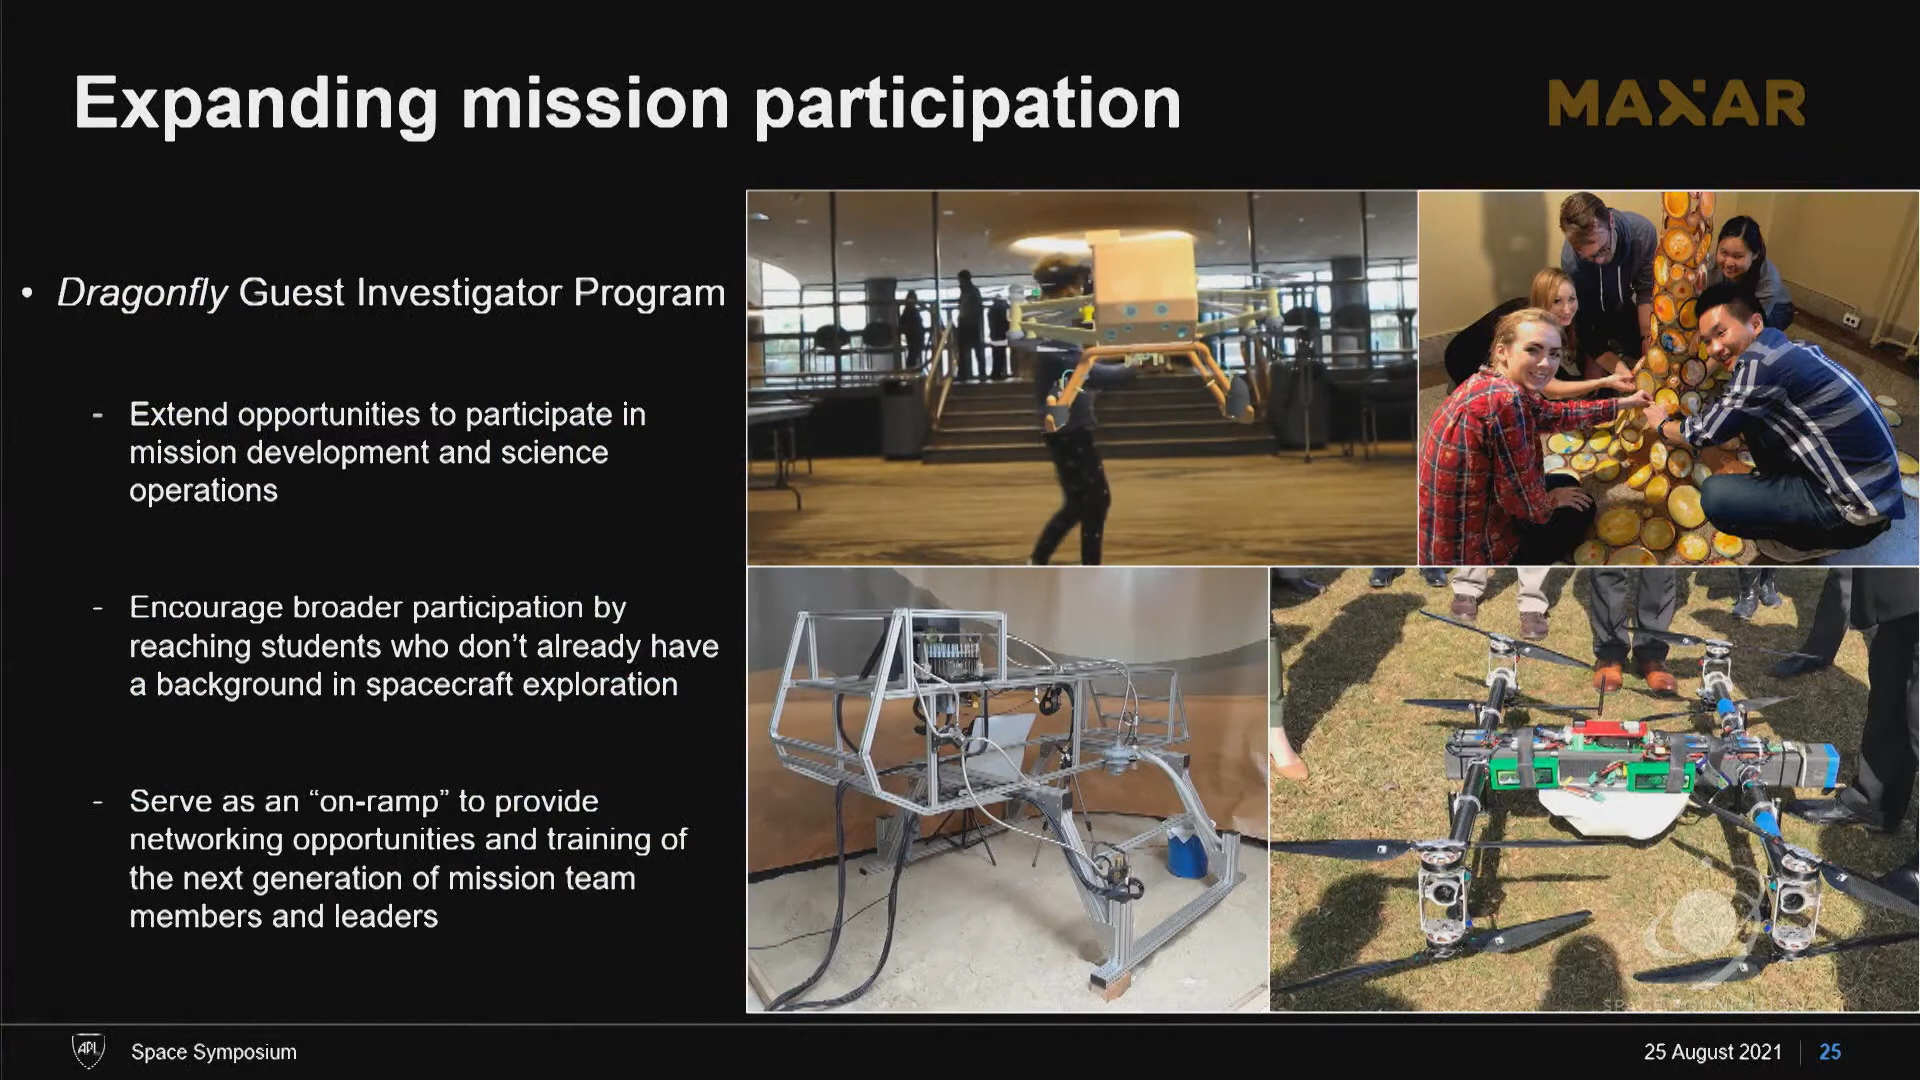 Expanding mission participation
MAXAR
• Dragonfly Guest Investigator Program
- Extend opportunities to participate in
mission development and science
operations
- Encourage broader participation by
reaching students who don’t already have
a background in spacecraft exploration
- Serve as an “on-ramp” to provide
networking opportunities and training of
the next generation of mission team
members and leaders
SPACE FOUNDATION
APL
Space Symposium
25 August 2021
25